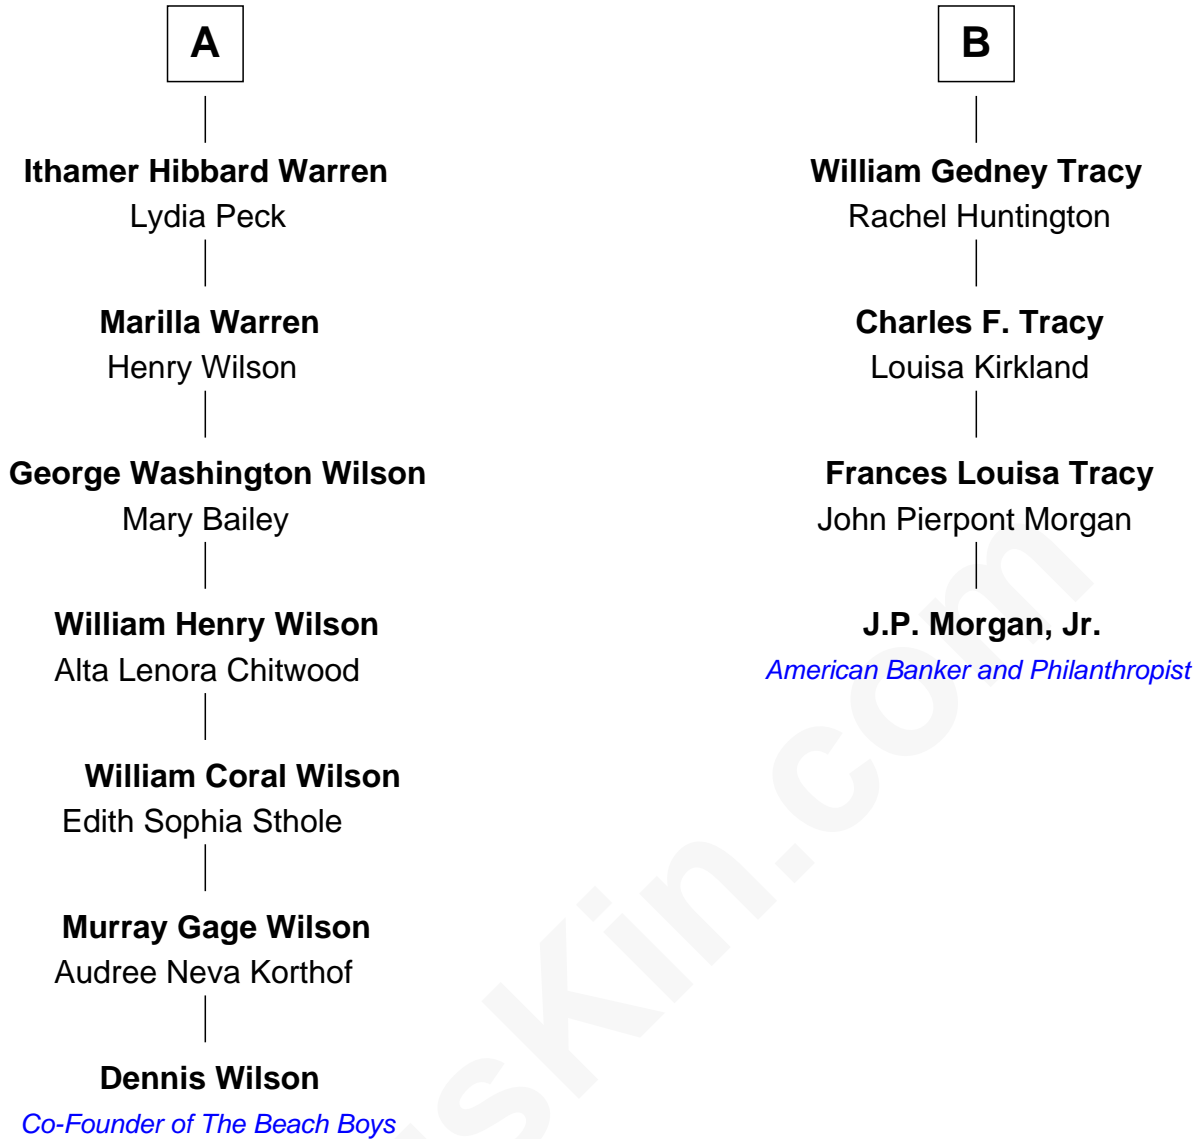 A
Ithamer Hibbard Warren
Lydia Peck
Marilla Warren
Henry Wilson
George Washington Wilson
Mary Bailey
William Henry Wilson
Alta Lenora Chitwood
William Coral Wilson
Edith Sophia Sthole
Murray Gage Wilson
Audree Neva Korthof
Dennis Wilson
Co-Founder of The Beach Boys
B
William Gedney Tracy
Rachel Huntington
Charles F. Tracy
Louisa Kirkland
Frances Louisa Tracy
John Pierpont Morgan
J.P. Morgan, Jr.
American Banker and Philanthropist
sKin.com